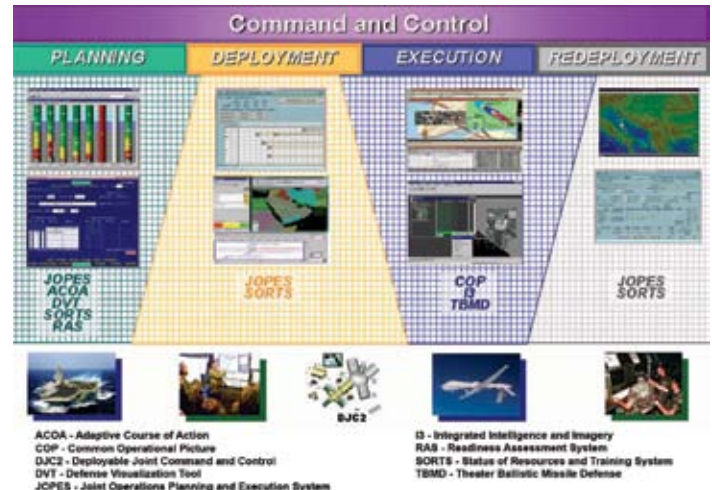 Command and Control
PLANNING
DEPLOYMENT
EXECUTION
REDEPLOYMENT
JOPES
ACOA
DVT
SORTS
RAS
JOPES
SORTS
COP
I3
TBMD
JOPES
SORTS
DJC2
ACOA - Adaptive Course of Action
COP - Common Operational Picture
DJC2 - Deployable Joint Command and Control
DVT - Defense Visualization Tool
JOPES - Joint Operations Planning and Execution System
I3 - Integrated Intelligence and Imagery
RAS - Readiness Assessment System
SORTS - Status of Resources and Training System
TBMD - Theater Ballistic Missile Defense